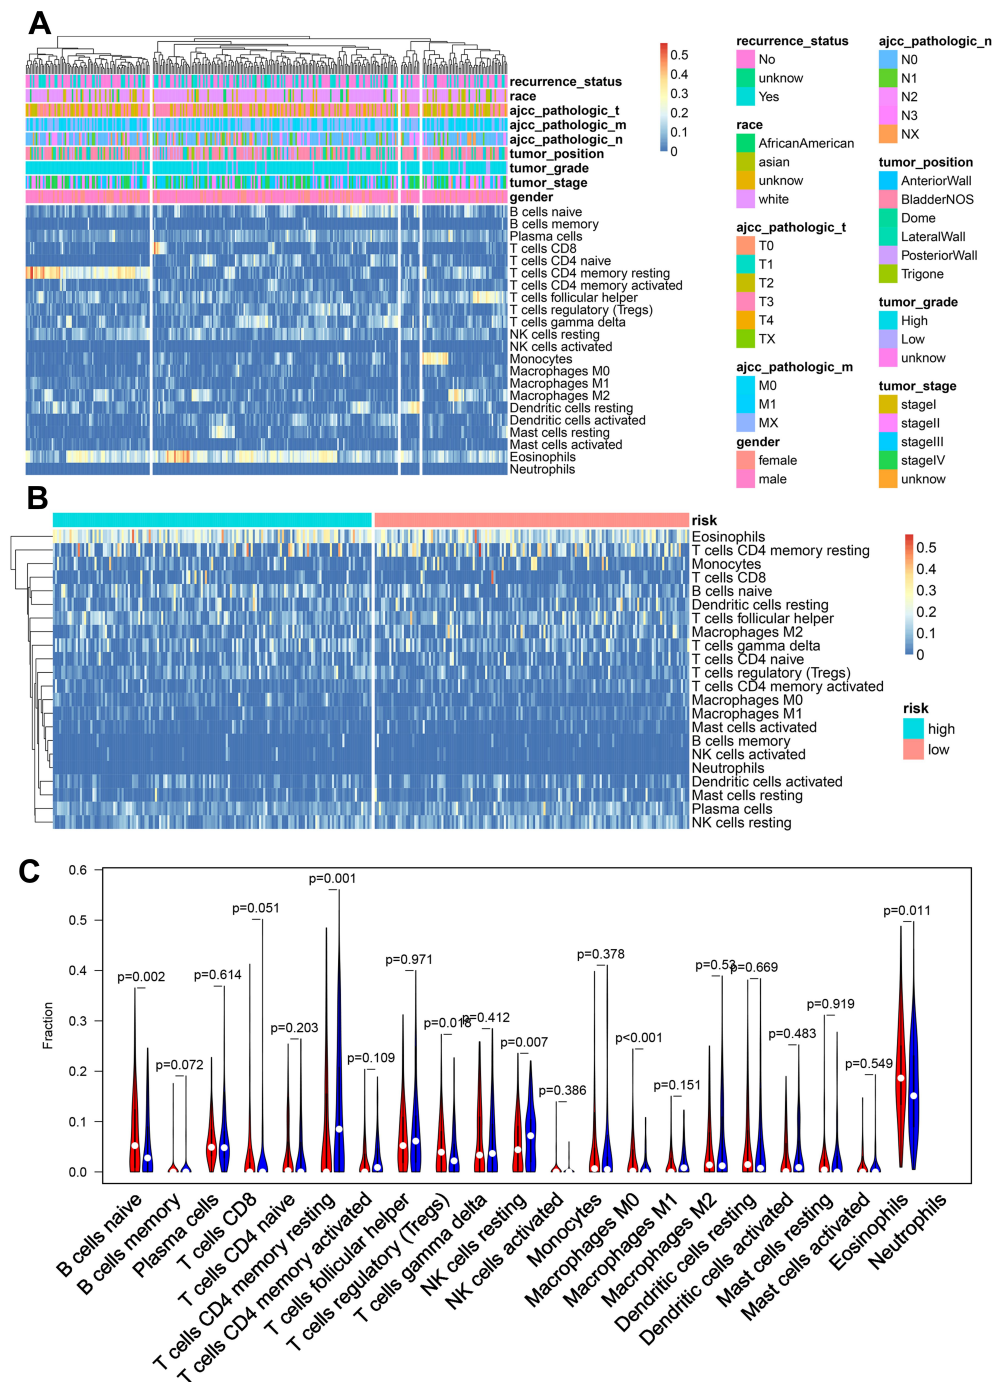 A
recurrence_status
race
ajcc_pathologic_t
ajcc_pathologic_m
ajcc_pathologic_n
tumor_position
tumor_grade
tumor_stage
gender
B cells naive
B cells memory
Plasma cells
T cells CD8
T cells CD4 naive
T cells CD4 memory resting
T cells CD4 memory activated
T cells follicular helper
T cells regulatory (Tregs)
T cells gamma delta
NK cells resting
NK cells activated
Monocytes
Macrophages M0
Macrophages M1
Macrophages M2
Dendritic cells resting
Dendritic cells activated
Mast cells resting
Mast cells activated
Eosinophils
Neutrophils
0.5
0.4
0.3
0.2
0.1
0
recurrence_status
No
unknow
Yes
race
AfricanAmerican
asian
unknow
white
ajcc_pathologic_t
T0
T1
T2
T3
T4
TX
ajcc_pathologic_m
M0
M1
MX
gender
female
male
ajcc_pathologic_n
N0
N1
N2
N3
NX
tumor_position
AnteriorWall
BladderNOS
Dome
LateralWall
PosteriorWall
Trigone
tumor_grade
High
Low
unknow
tumor_stage
stageI
stageII
stageIII
stageIV
unknow
B
risk
Eosinophils
T cells CD4 memory resting
Monocytes
T cells CD8
B cells naive
Dendritic cells resting
T cells follicular helper
Macrophages M2
T cells gamma delta
T cells CD4 naive
T cells regulatory (Tregs)
T cells CD4 memory activated
Macrophages M0
Macrophages M1
Mast cells activated
B cells memory
NK cells activated
Neutrophils
Dendritic cells activated
Mast cells resting
Plasma cells
NK cells resting
0.5
0.4
0.3
0.2
0.1
0
risk
high
low
C
Fraction
0.6
0.5
0.4
0.3
0.2
0.1
0.0
p=0.002
p=0.072
p=0.614
p=0.051
p=0.203
p=0.001
p=0.109
p=0.971
p=0.018
p=0.412
p=0.007
p=0.386
p=0.378
p<0.001
p=0.151
p=0.53
p=0.669
p=0.483
p=0.919
p=0.549
p=0.011
B cells naive
B cells memory
Plasma cells
T cells CD8
T cells CD4 naive
T cells CD4 memory resting
T cells CD4 memory activated
T cells follicular helper
T cells regulatory (Tregs)
T cells gamma delta
NK cells resting
NK cells activated
Monocytes
Macrophages M0
Macrophages M1
Macrophages M2
Dendritic cells resting
Dendritic cells activated
Mast cells resting
Mast cells activated
Eosinophils
Neutrophils